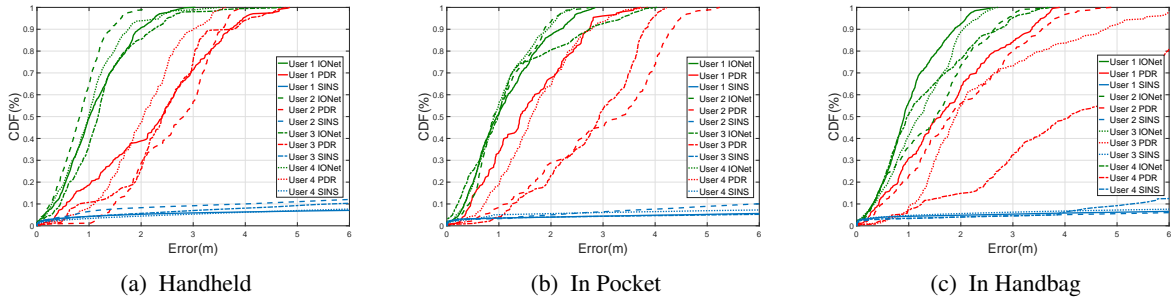 CDF(%)
1
0.9
0.8
0.7
0.6
0.5
0.4
0.3
0.2
0.1
0
0 1 2 3 4 5 6
Error(m)
User 1 IONet
User 1 PDR
User 1 SINS
User 2 IONet
User 2 PDR
User 2 SINS
User 3 IONet
User 3 PDR
User 3 SINS
User 4 IONet
User 4 PDR
User 4 SINS
(a) Handheld
CDF(%)
1
0.9
0.8
0.7
0.6
0.5
0.4
0.3
0.2
0.1
0
0 1 2 3 4 5 6
Error(m)
User 1 IONet
User 1 PDR
User 1 SINS
User 2 IONet
User 2 PDR
User 2 SINS
User 3 IONet
User 3 PDR
User 3 SINS
User 4 IONet
User 4 PDR
User 4 SINS
(b) In Pocket
CDF(%)
1
0.9
0.8
0.7
0.6
0.5
0.4
0.3
0.2
0.1
0
0 1 2 3 4 5 6
Error(m)
User 1 IONet
User 1 PDR
User 1 SINS
User 2 IONet
User 2 PDR
User 2 SINS
User 3 IONet
User 3 PDR
User 3 SINS
User 4 IONet
User 4 PDR
User 4 SINS
(c) In Handbag